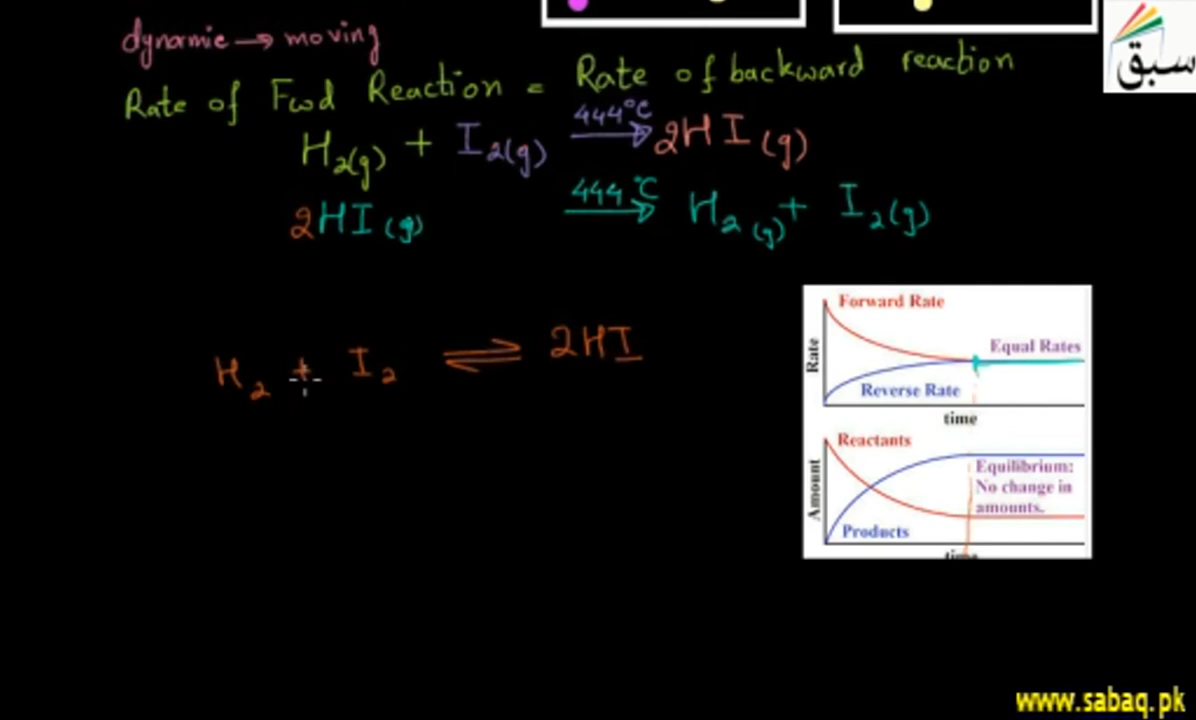 dynamic → moving
سبق
Rate of Fwd Reaction = Rate of backward reaction
H₂(g) + I₂(g) 444°C → 2HI(g)
2HI(g) 444°C → H₂(g) + I₂(g)
H₂ + I₂ ⇌ 2HI
Forward Rate
Rate
Equal Rates
Reverse Rate
time
Reactants
Amount
Equilibrium:
No change in
amounts.
Products
time
www.sabaq.pk